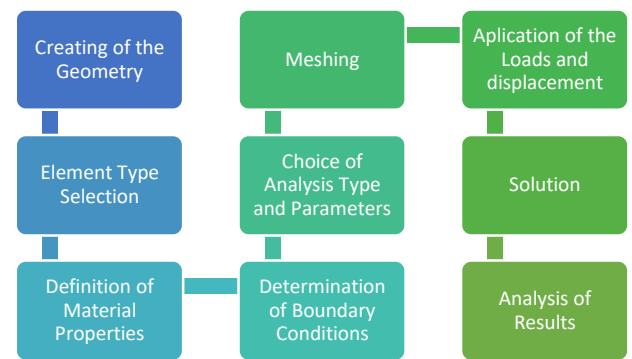 Creating of the
Geometry
Element Type
Selection
Definition of
Material
Properties
Determination
of Boundary
Conditions
Choice of
Analysis Type
and Parameters
Meshing
Aplication of the
Loads and
displacement
Solution
Analysis of
Results